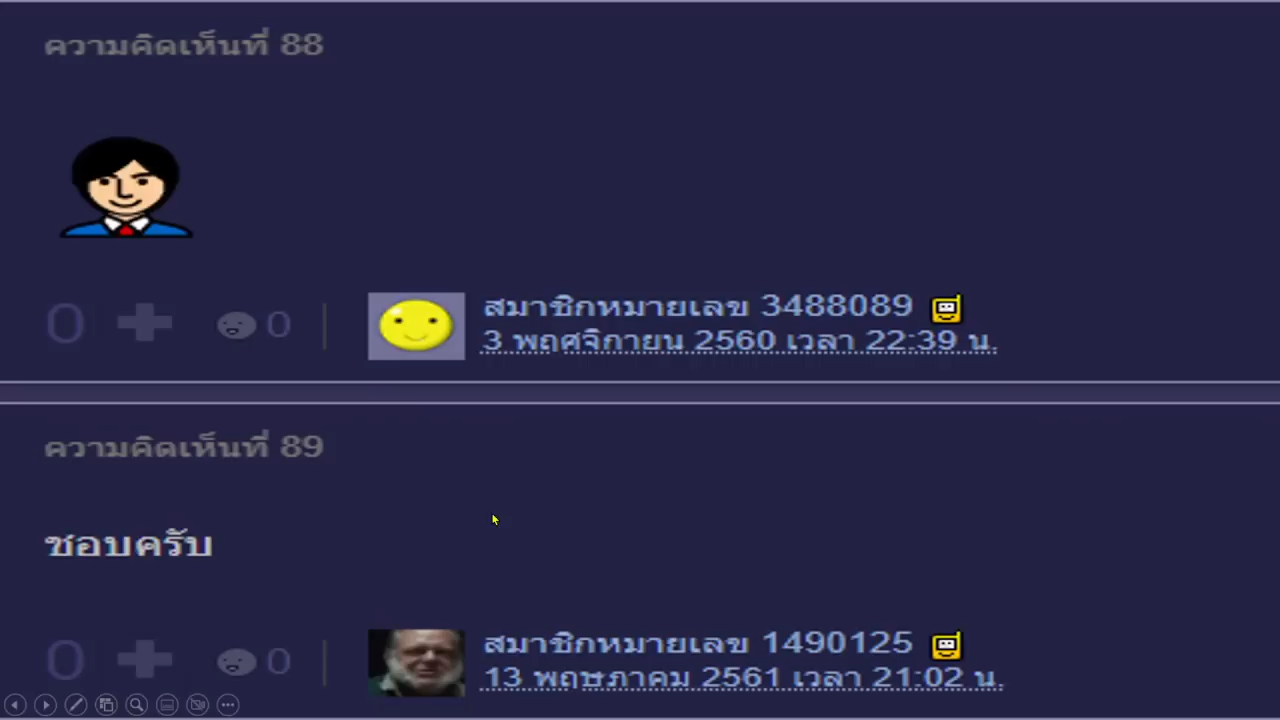 ความคิดเห็นที่ 88
0 0
สมาชิกหมายเลข 3488089
3 พฤศจิกายน 2560 เวลา 22:39 น.
ความคิดเห็นที่ 89
ชอบครับ
0 0
สมาชิกหมายเลข 1490125
13 พฤษภาคม 2561 เวลา 21:02 น.